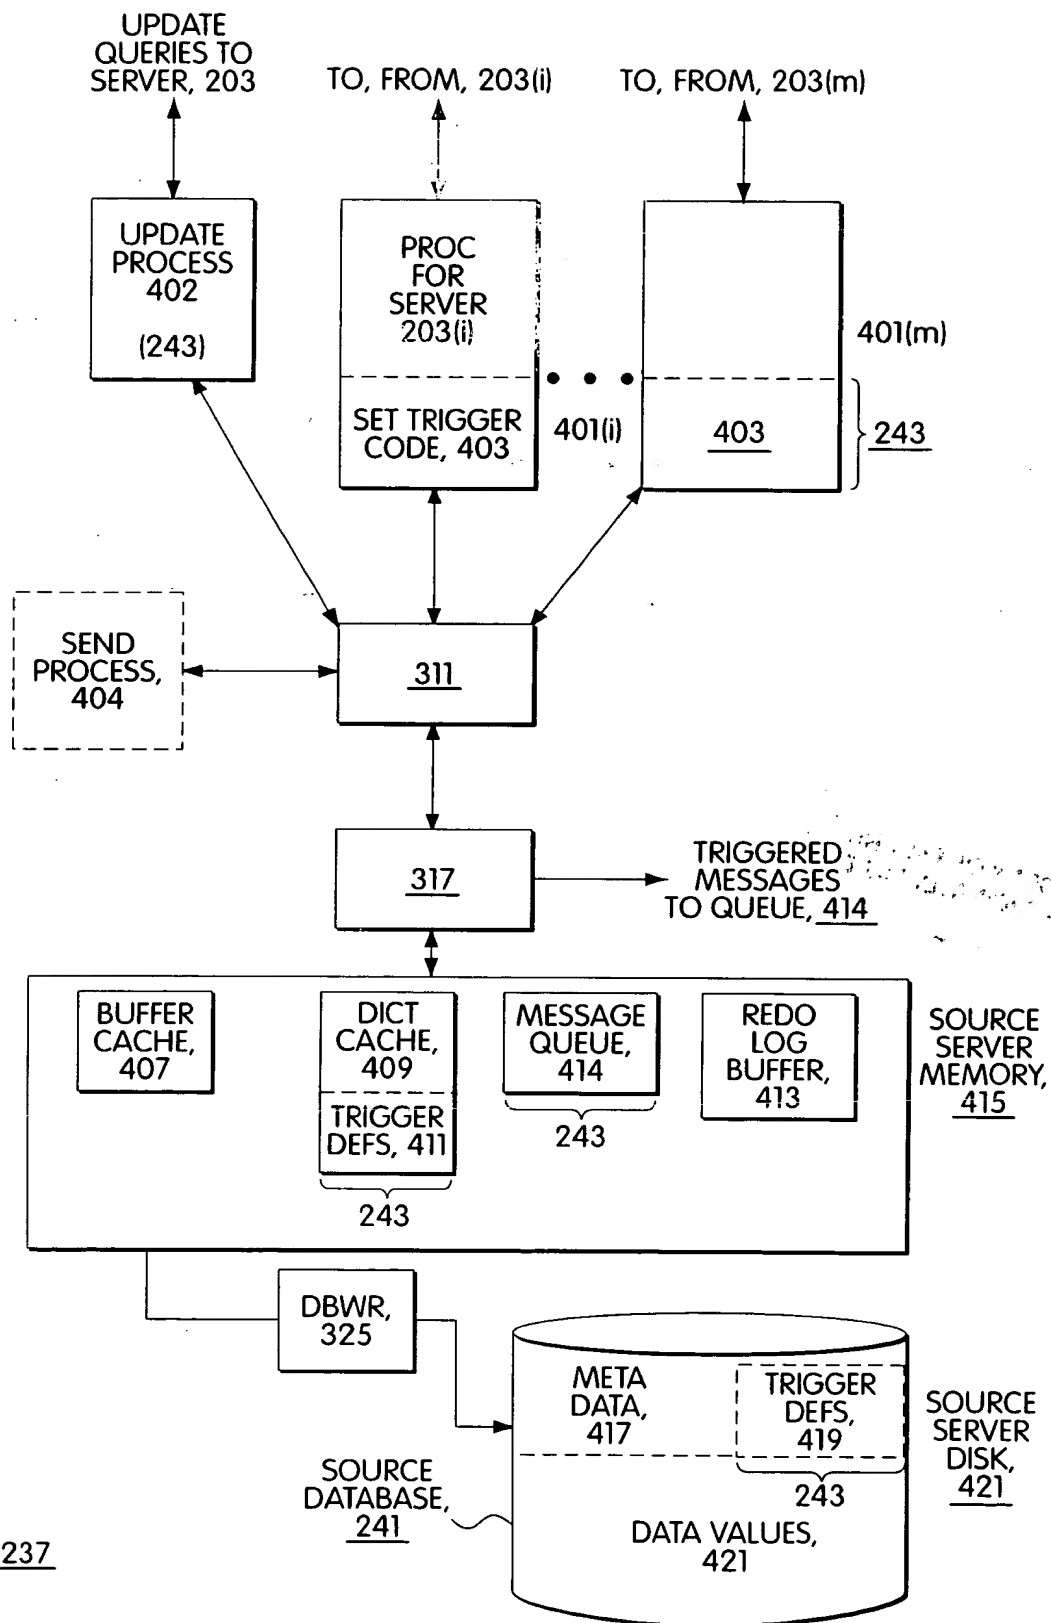 UPDATE
QUERIES TO
SERVER, 203
TO, FROM, 203(i)
TO, FROM, 203(m)
UPDATE
PROCESS
402
(243)
PROC
FOR
SERVER
203(i)
SET TRIGGER
CODE, 403
401(i)
401(m)
403
243
SEND
PROCESS,
404
311
317
TRIGGERED
MESSAGES
TO QUEUE, 414
BUFFER
CACHE,
407
DICT
CACHE,
409
TRIGGER
DEFS, 411
243
MESSAGE
QUEUE,
414
243
REDO
LOG
BUFFER,
413
SOURCE
SERVER
MEMORY,
415
DBWR,
325
META
DATA,
417
TRIGGER
DEFS,
419
243
SOURCE
SERVER
DISK,
421
SOURCE
DATABASE,
241
DATA VALUES,
421
237